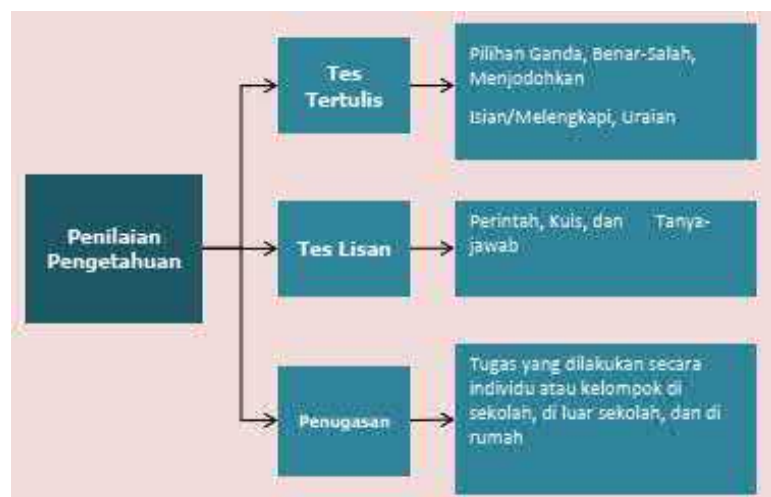 Penilaian
Pengetahuan
Tes
Tertulis
Pilihan Ganda, Benar-Salah,
Menjodohkan
Isian/Melengkapi, Uraian
Tes Lisan
Perintah, Kuis, dan Tanya-
jawab
Penugasan
Tugas yang dilakukan secara
individu atau kelompok di
sekolah, di luar sekolah, dan di
rumah